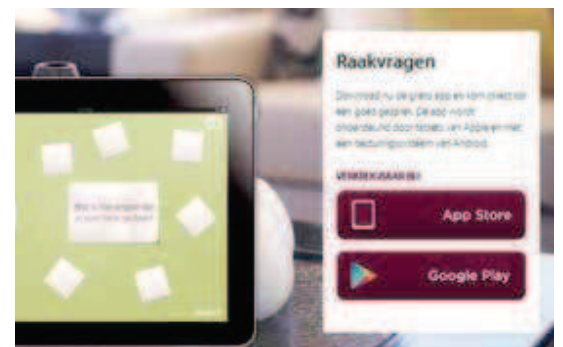 Raakvragen
Download nu de gratis app en kom direct tot
een goed gesprek. De app wordt
ondersteund door tablets van Apple en met
een besturingssysteem van Android.
VERKRIJGBAAR BIJ
App Store
Google Play